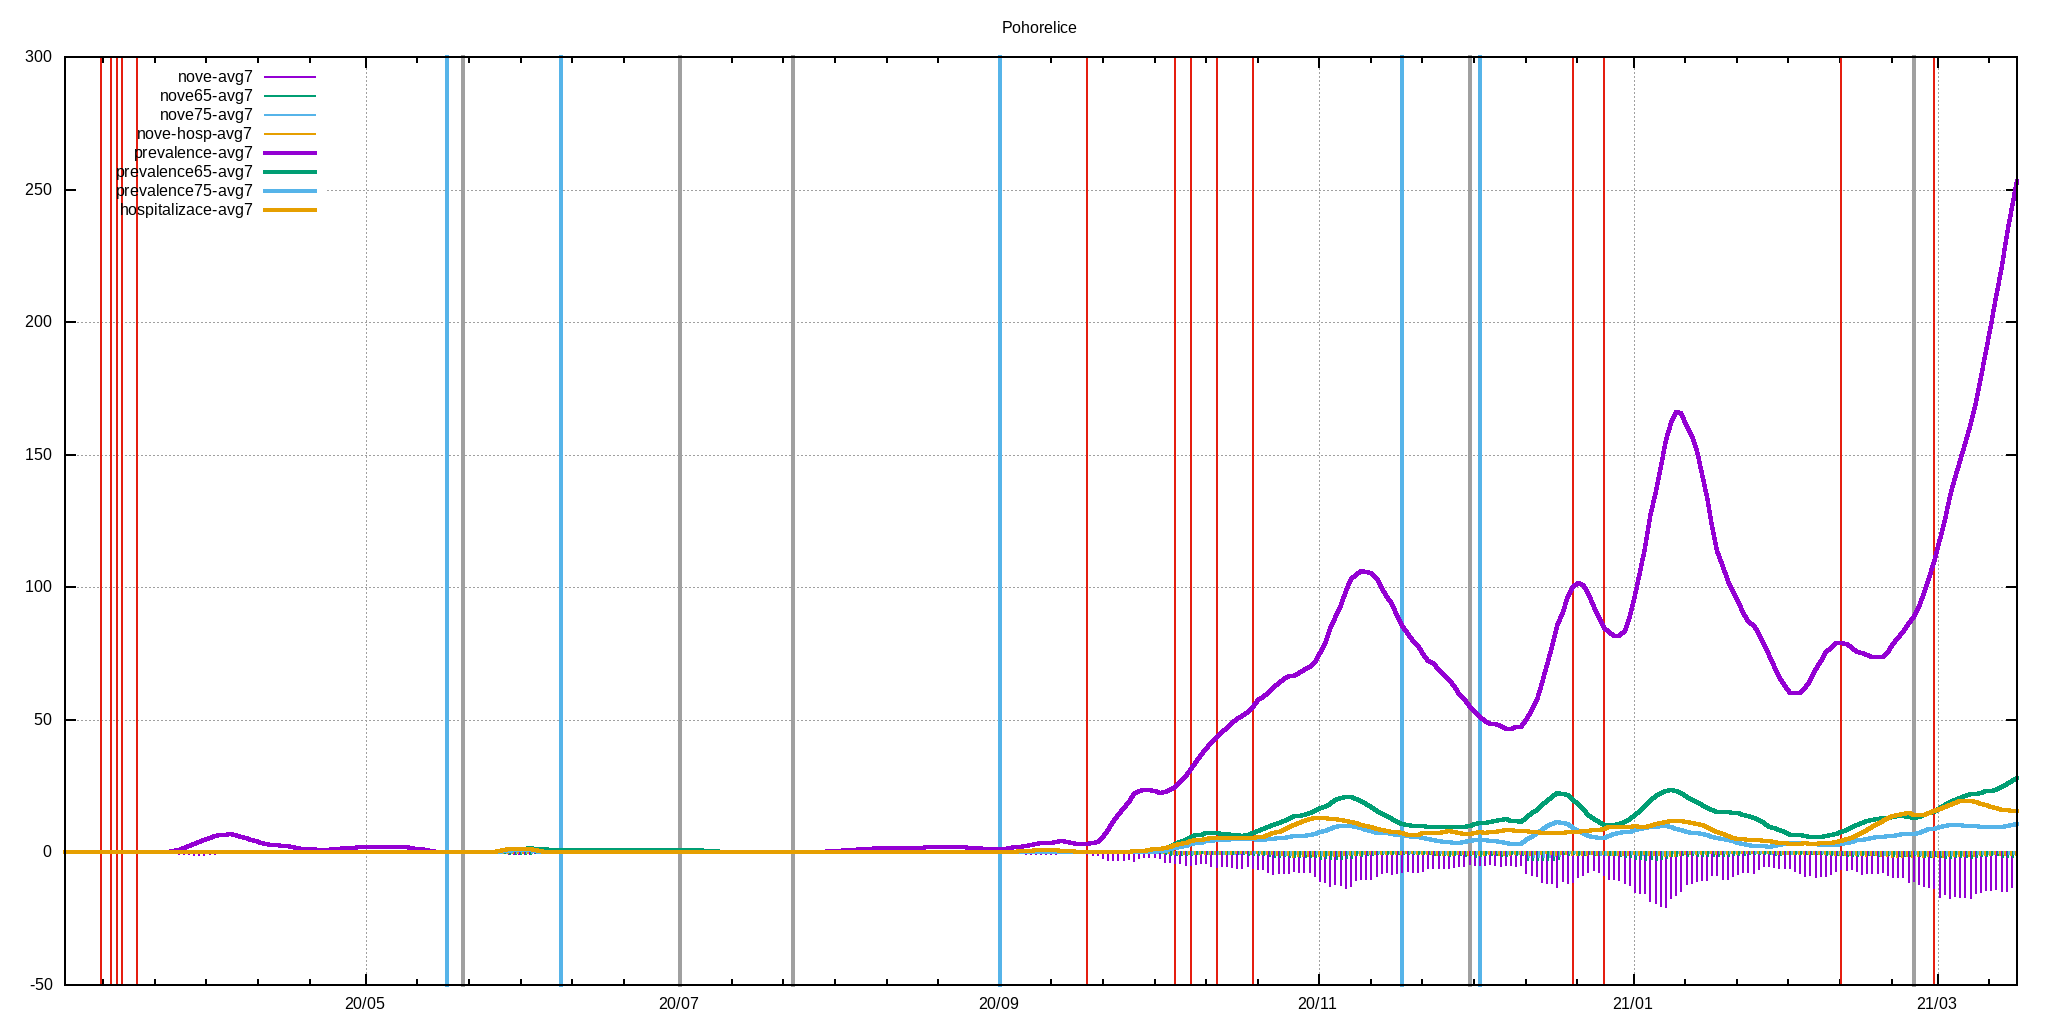 Pohorelice
300
250
200
150
100
50
0
-50
nove-avg7
nove65-avg7
nove75-avg7
nove-hosp-avg7
prevalence-avg7
prevalence65-avg7
prevalence75-avg7
hospitalizace-avg7
20/05
20/07
20/09
20/11
21/01
21/03